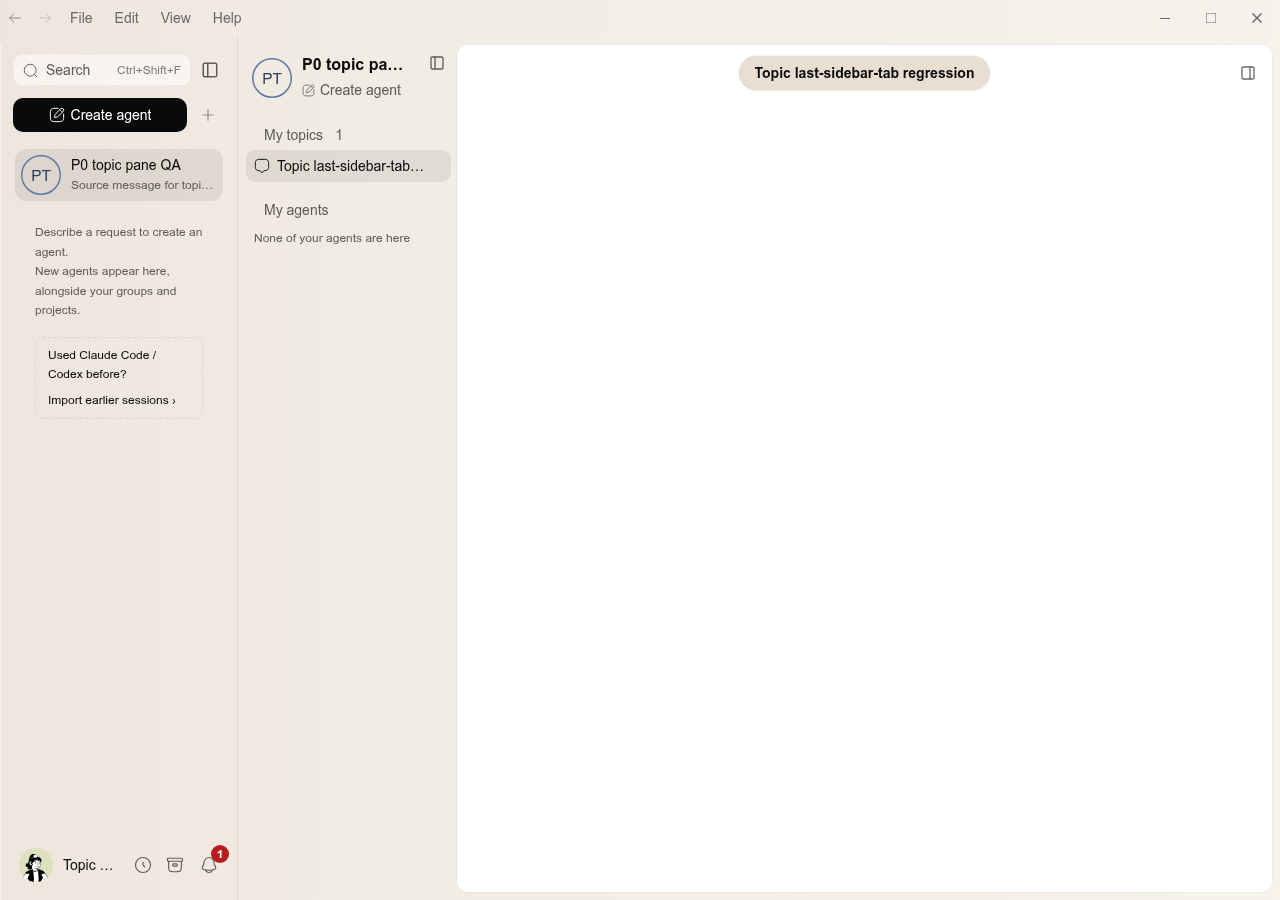 File Edit View Help
Search Ctrl+Shift+F
Create agent
PT
P0 topic pane QA
Source message for topi…
Describe a request to create an
agent.
New agents appear here,
alongside your groups and
projects.
Used Claude Code /
Codex before?
Import earlier sessions ›
Topic …
1
PT
P0 topic pa…
Create agent
My topics 1
Topic last-sidebar-tab…
My agents
None of your agents are here
Topic last-sidebar-tab regression